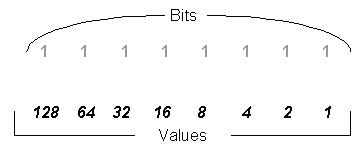 Bits
1 1 1 1 1 1 1 1
128 64 32 16 8 4 2 1
Values